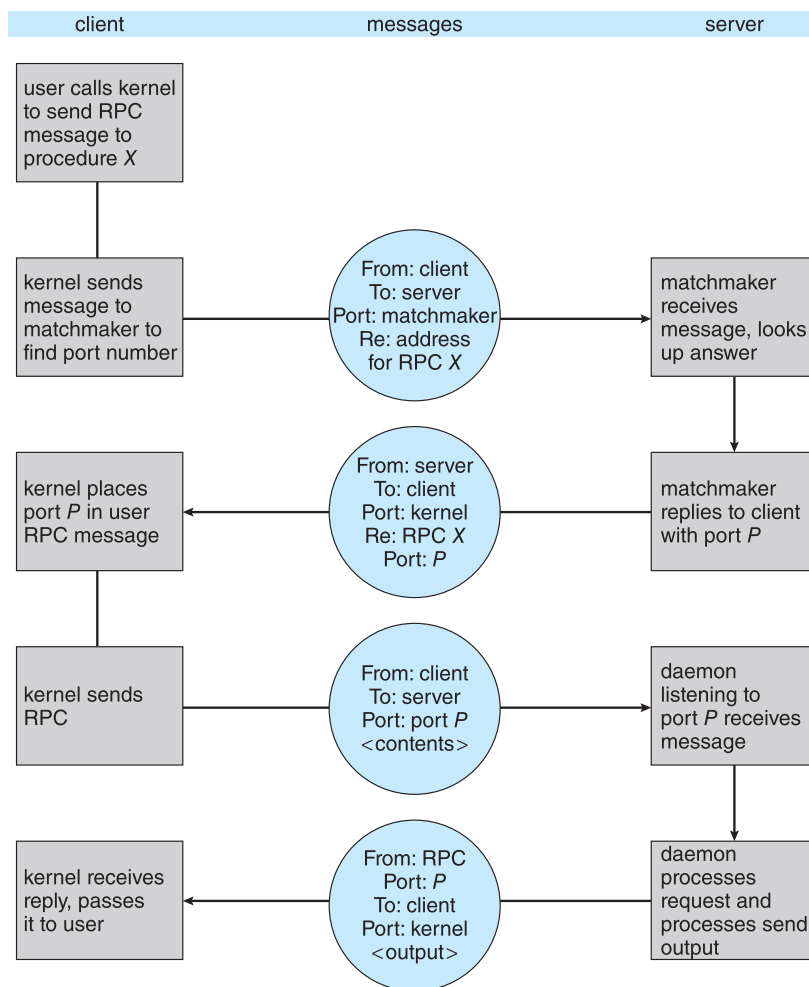 client messages server
user calls kernel
to send RPC
message to
procedure X
kernel sends
message to
matchmaker to
find port number
From: client
To: server
Port: matchmaker
Re: address
for RPC X
matchmaker
receives
message, looks
up answer
kernel places
port P in user
RPC message
From: server
To: client
Port: kernel
Re: RPC X
Port: P
matchmaker
replies to client
with port P
kernel sends
RPC
From: client
To: server
Port: port P
<contents>
daemon
listening to
port P receives
message
kernel receives
reply, passes
it to user
From: RPC
Port: P
To: client
Port: kernel
<output>
daemon
processes
request and
processes send
output